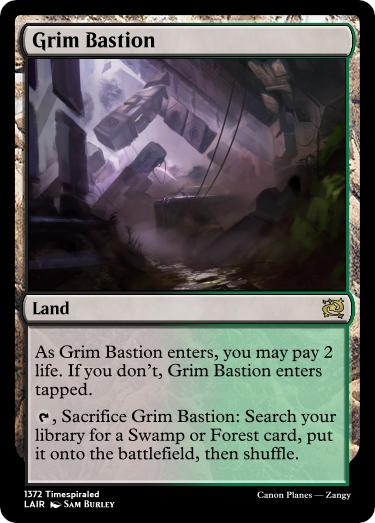 Grim Bastion
Land
As Grim Bastion enters, you may pay 2
life. If you don't, Grim Bastion enters
tapped.
, Sacrifice Grim Bastion: Search your
library for a Swamp or Forest card, put
it onto the battlefield, then shuffle.
1372 Timespiraled
LAIR Sam Burley
Canon Planes — Zangy